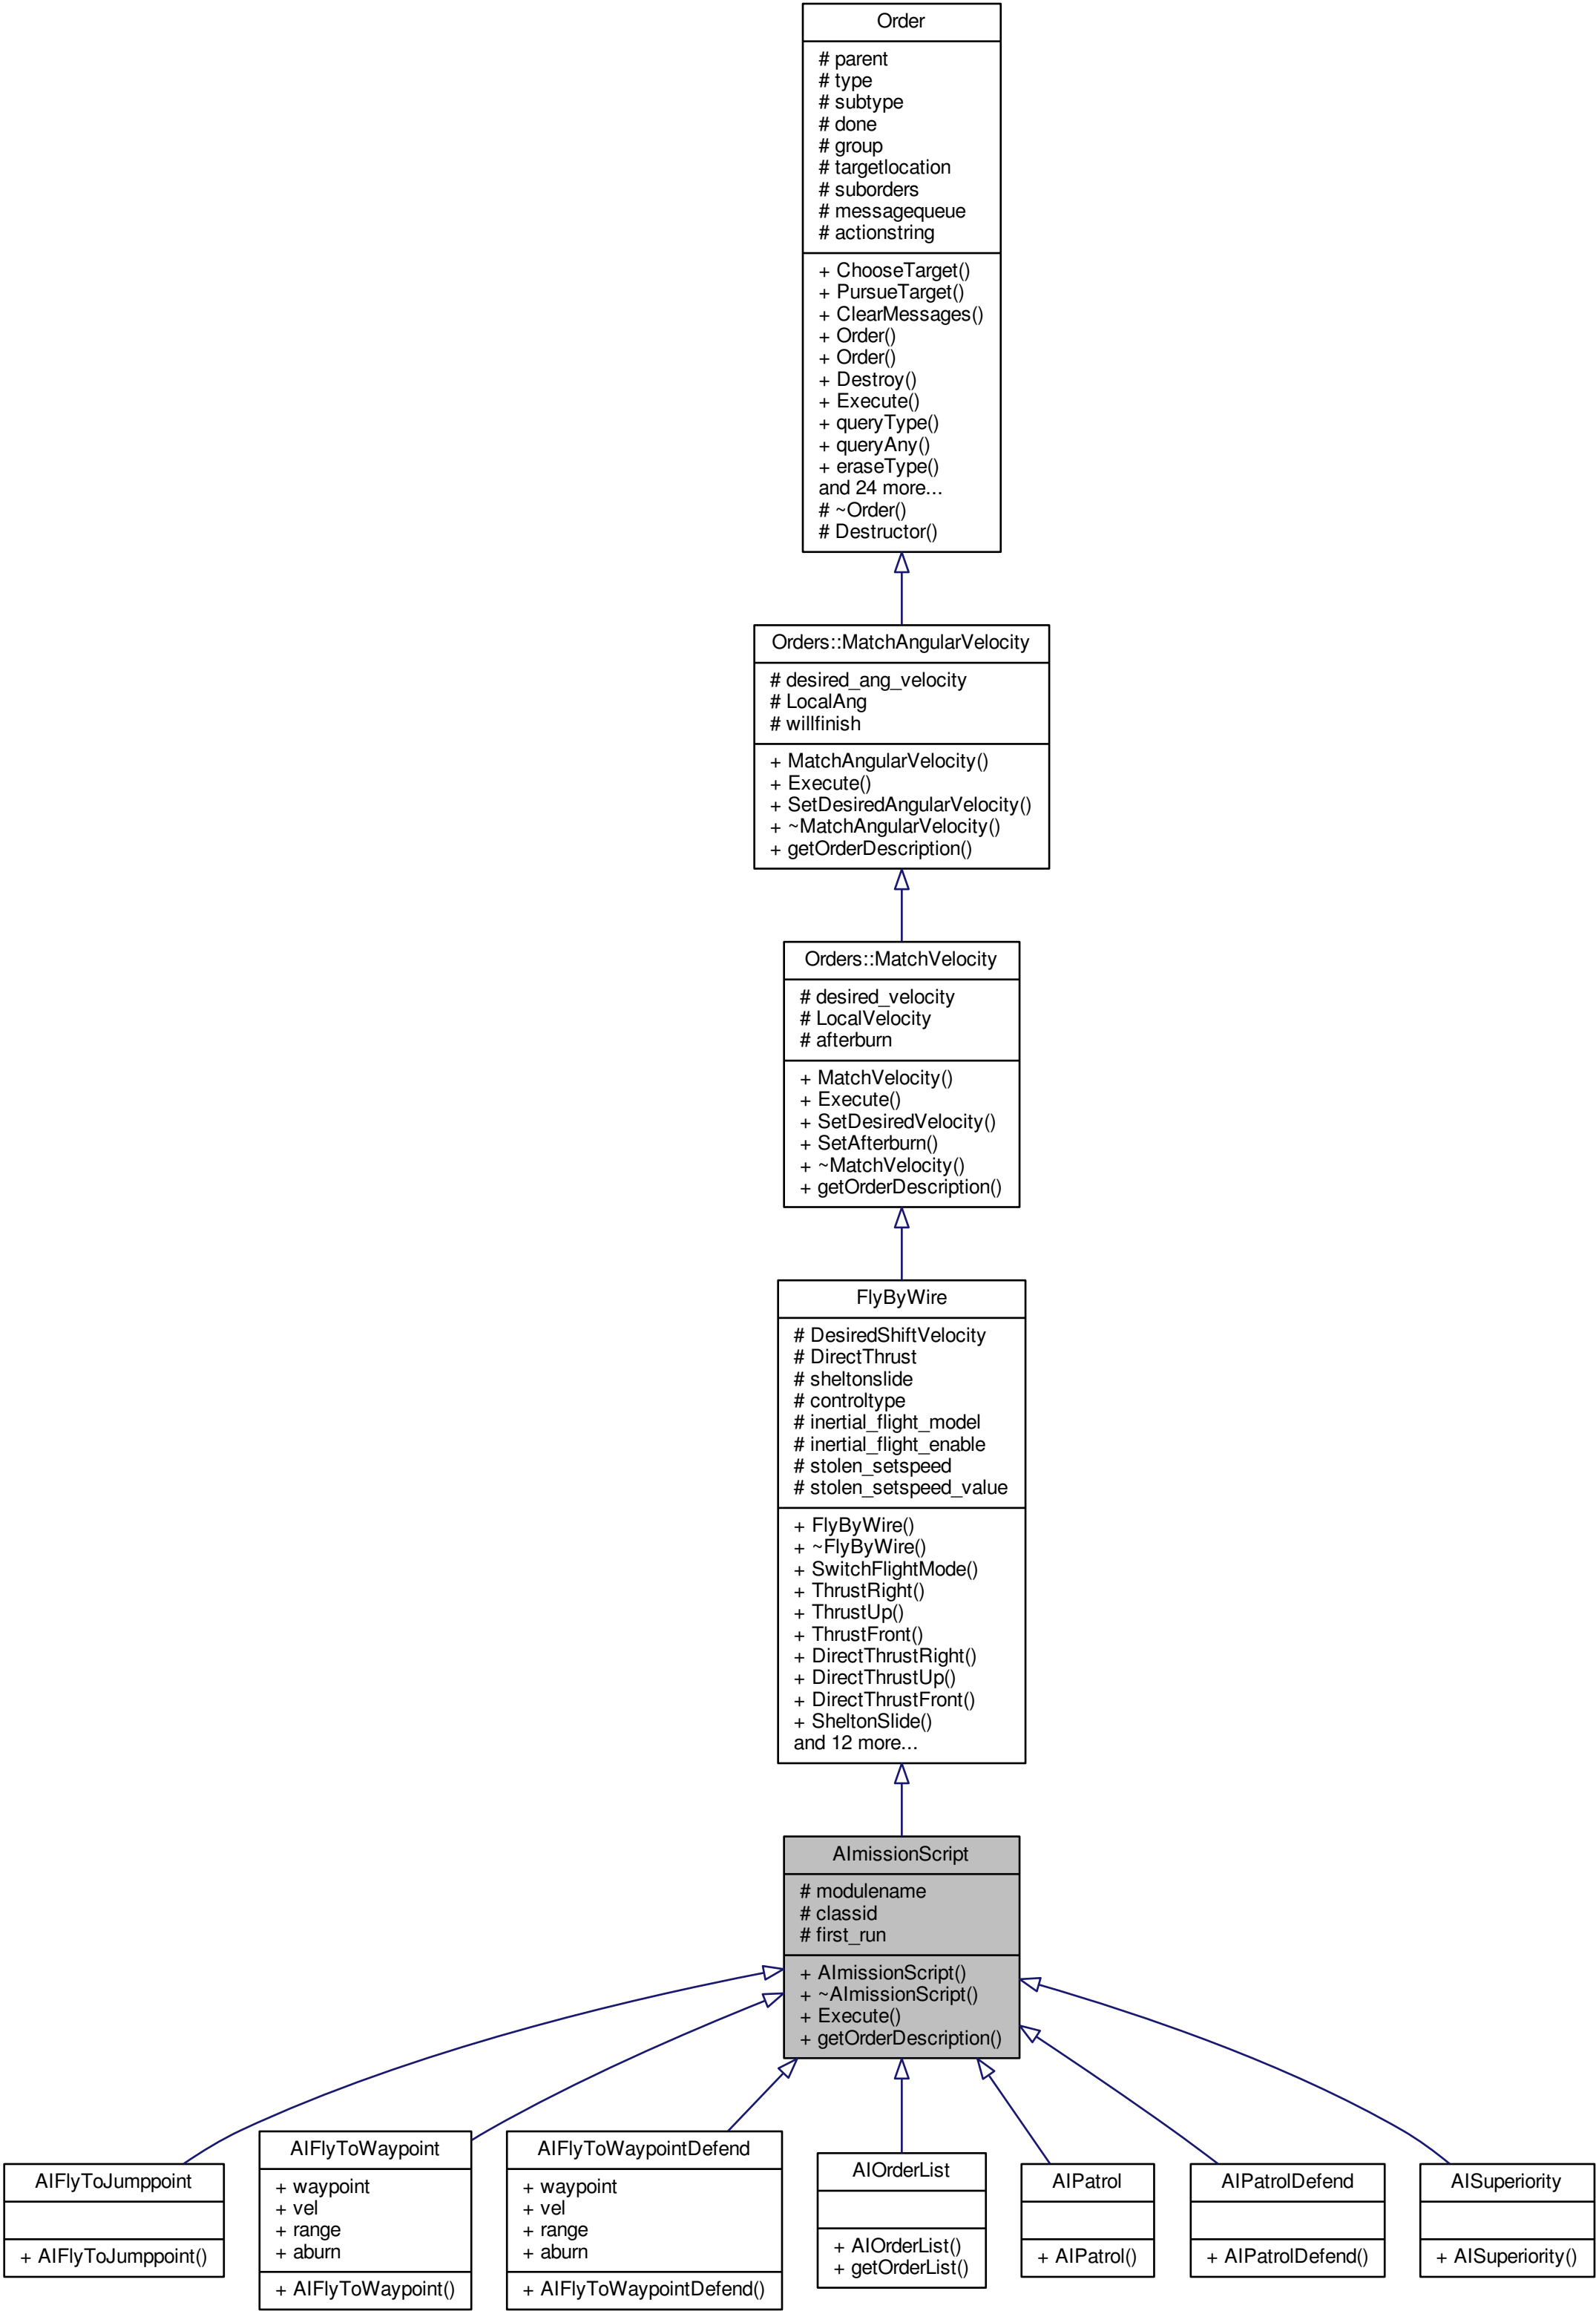 Order
# parent
# type
# subtype
# done
# group
# targetlocation
# suborders
# messagequeue
# actionstring
+ ChooseTarget()
+ PursueTarget()
+ ClearMessages()
+ Order()
+ Order()
+ Destroy()
+ Execute()
+ queryType()
+ queryAny()
+ eraseType()
and 24 more...
# ~Order()
# Destructor()
Orders::MatchAngularVelocity
# desired_ang_velocity
# LocalAng
# willfinish
+ MatchAngularVelocity()
+ Execute()
+ SetDesiredAngularVelocity()
+ ~MatchAngularVelocity()
+ getOrderDescription()
Orders::MatchVelocity
# desired_velocity
# LocalVelocity
# afterburn
+ MatchVelocity()
+ Execute()
+ SetDesiredVelocity()
+ SetAfterburn()
+ ~MatchVelocity()
+ getOrderDescription()
FlyByWire
# DesiredShiftVelocity
# DirectThrust
# sheltonslide
# controltype
# inertial_flight_model
# inertial_flight_enable
# stolen_setspeed
# stolen_setspeed_value
+ FlyByWire()
+ ~FlyByWire()
+ SwitchFlightMode()
+ ThrustRight()
+ ThrustUp()
+ ThrustFront()
+ DirectThrustRight()
+ DirectThrustUp()
+ DirectThrustFront()
+ SheltonSlide()
and 12 more...
AImissionScript
# modulename
# classid
# first_run
+ AImissionScript()
+ ~AImissionScript()
+ Execute()
+ getOrderDescription()
AIFlyToJumppoint
+ AIFlyToJumppoint()
AIFlyToWaypoint
+ waypoint
+ vel
+ range
+ aburn
+ AIFlyToWaypoint()
AIFlyToWaypointDefend
+ waypoint
+ vel
+ range
+ aburn
+ AIFlyToWaypointDefend()
AIOrderList
+ AIOrderList()
+ getOrderList()
AIPatrol
+ AIPatrol()
AIPatrolDefend
+ AIPatrolDefend()
AISuperiority
+ AISuperiority()